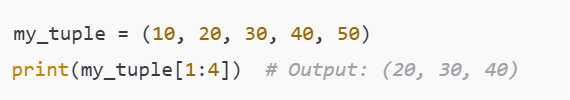 my_tuple = (10, 20, 30, 40, 50)
print(my_tuple[1:4])  # Output: (20, 30, 40)